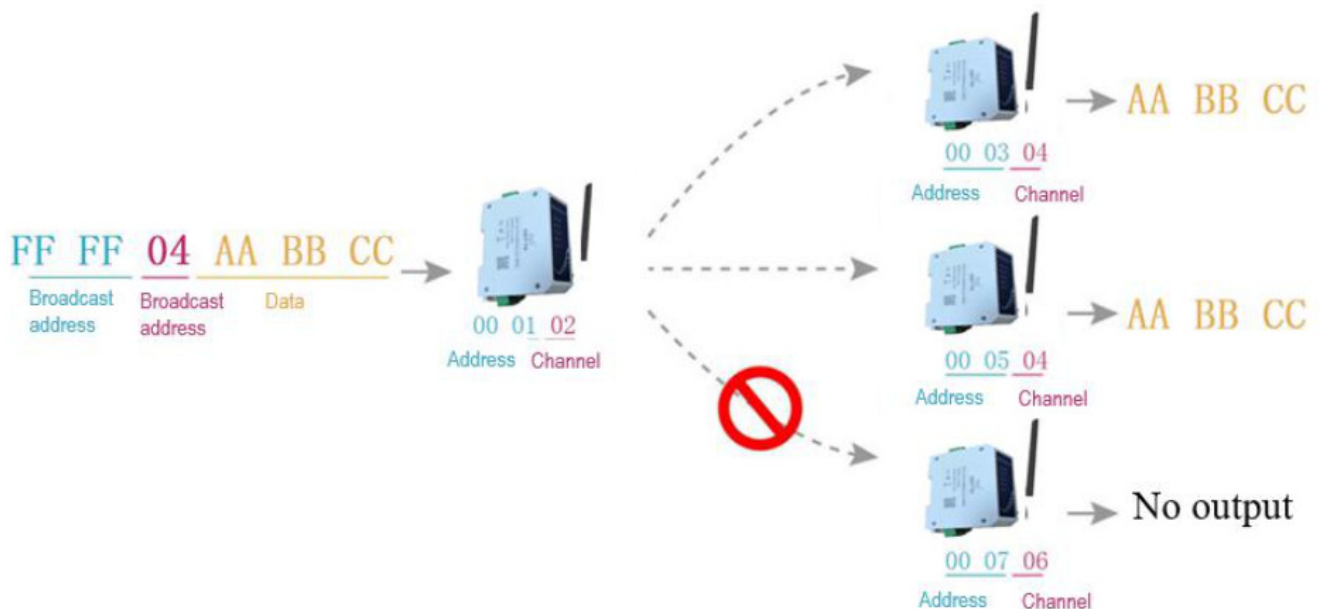 FF FF 04 AA BB CC
Broadcast address
Broadcast address
Data
00 01 02
Address Channel
00 03 04
Address Channel
AA BB CC
00 05 04
Address Channel
AA BB CC
00 07 06
Address Channel
No output